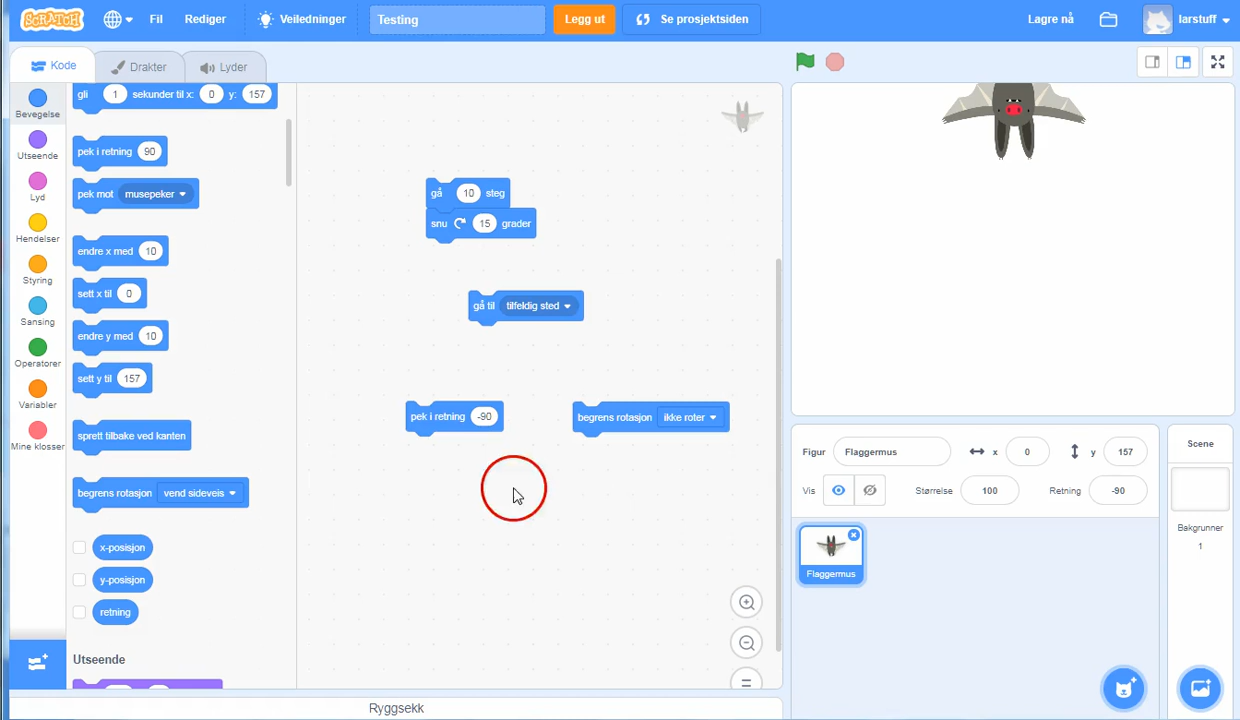 SCRATCH Fil Rediger Veiledninger Testing Legg ut Se prosjektsiden Lagre nå larstuff
Kode Drakter Lyder
Bevegelse
Utseende
Lyd
Hendelser
Styring
Sansing
Operatorer
Variabler
Mine klosser
gli 1 sekunder til x: 0 y: 157
pek i retning 90
pek mot musepeker
endre x med 10
sett x til 0
endre y med 10
sett y til 157
sprett tilbake ved kanten
begrens rotasjon vend sideveis
x-posisjon
y-posisjon
retning
Utseende
gå 10 steg
snu 15 grader
gå til tilfeldig sted
pek i retning -90
begrens rotasjon ikke roter
Ryggsekk
Figur Flaggermus x 0 y 157
Vis Størrelse 100 Retning -90
Flaggermus
Scene
Bakgrunner
1